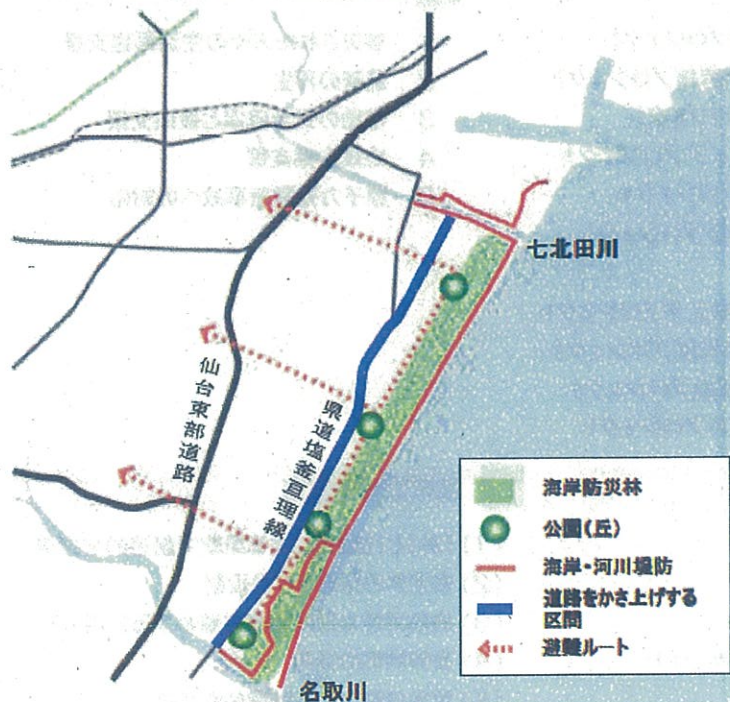 七北田川
仙台東部道路
県道塩釜亘理線
名取川
海岸防災林
公園(丘)
海岸・河川堤防
道路をかさ上げする
区間
避難ルート